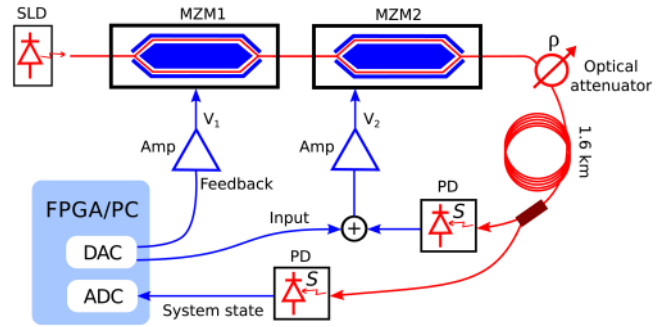 SLD
MZM1
MZM2
ρ
Optical
attenuator
V1
V2
Amp
Amp
1.6 km
Feedback
FPGA/PC
PD
S
Input
DAC
+
PD
S
ADC
System state